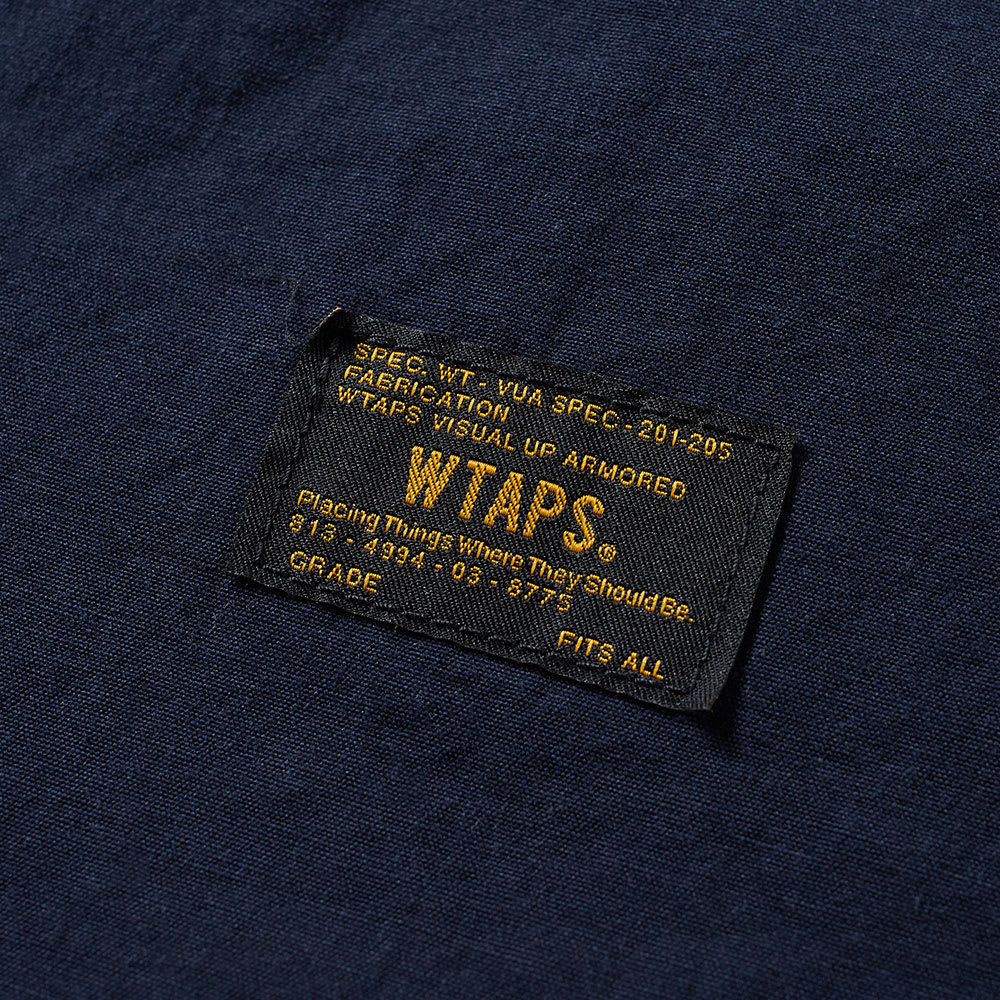 SPEC. WT - VUA SPEC - 201-205
FABRICATION
WTAPS VISUAL UP ARMORED
WTAPS®
Placing Things Where They Should Be.
813 - 4994 - 03 - 8775
GRADE
FITS ALL